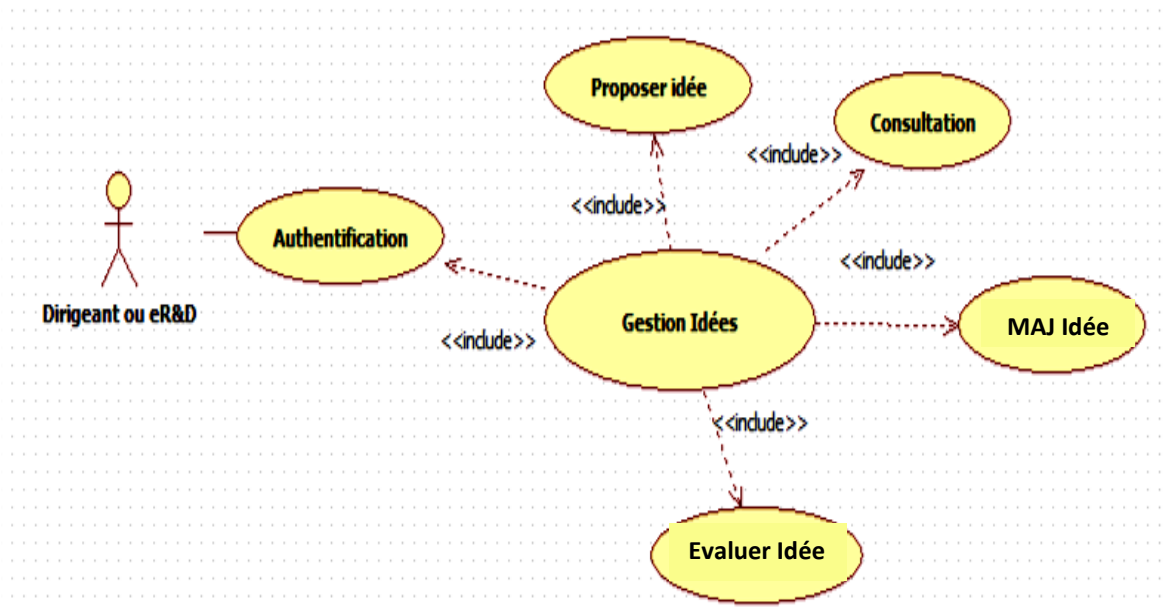 Proposer idée
Consultation
<<include>>
<<include>>
Authentification
<<include>>
Dirigeant ou eR&D
Gestion Idées
MAJ Idée
<<include>>
<<include>>
Evaluer Idée